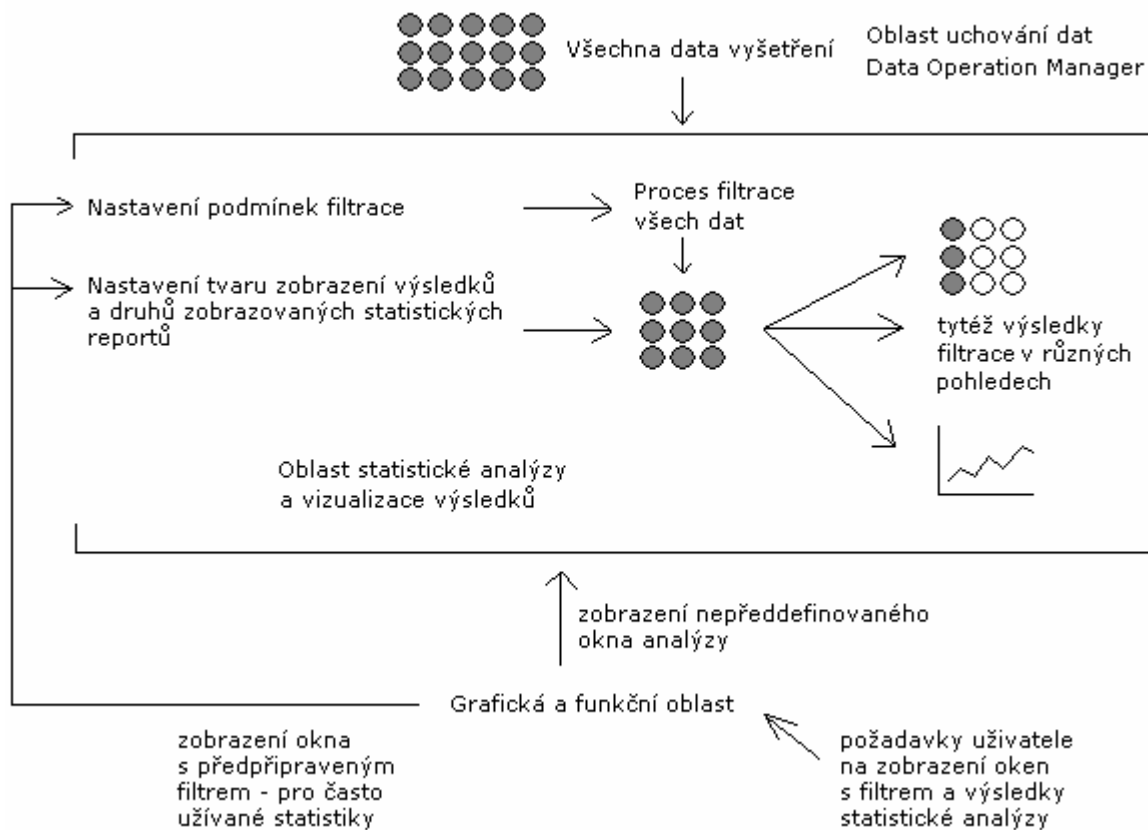 Všechna data vyšetření
Oblast uchování dat
Data Operation Manager
Nastavení podmínek filtrace
Proces filtrace
všech dat
Nastavení tvaru zobrazení výsledků
a druhů zobrazovaných statistických
reportů
tytéž výsledky
filtrace v různých
pohledech
Oblast statistické analýzy
a vizualizace výsledků
zobrazení nepředdefinovaného
okna analýzy
Grafická a funkční oblast
zobrazení okna
s předpřipraveným
filtrem - pro často
užívané statistiky
požadavky uživatele
na zobrazení oken
s filtrem a výsledky
statistické analýzy